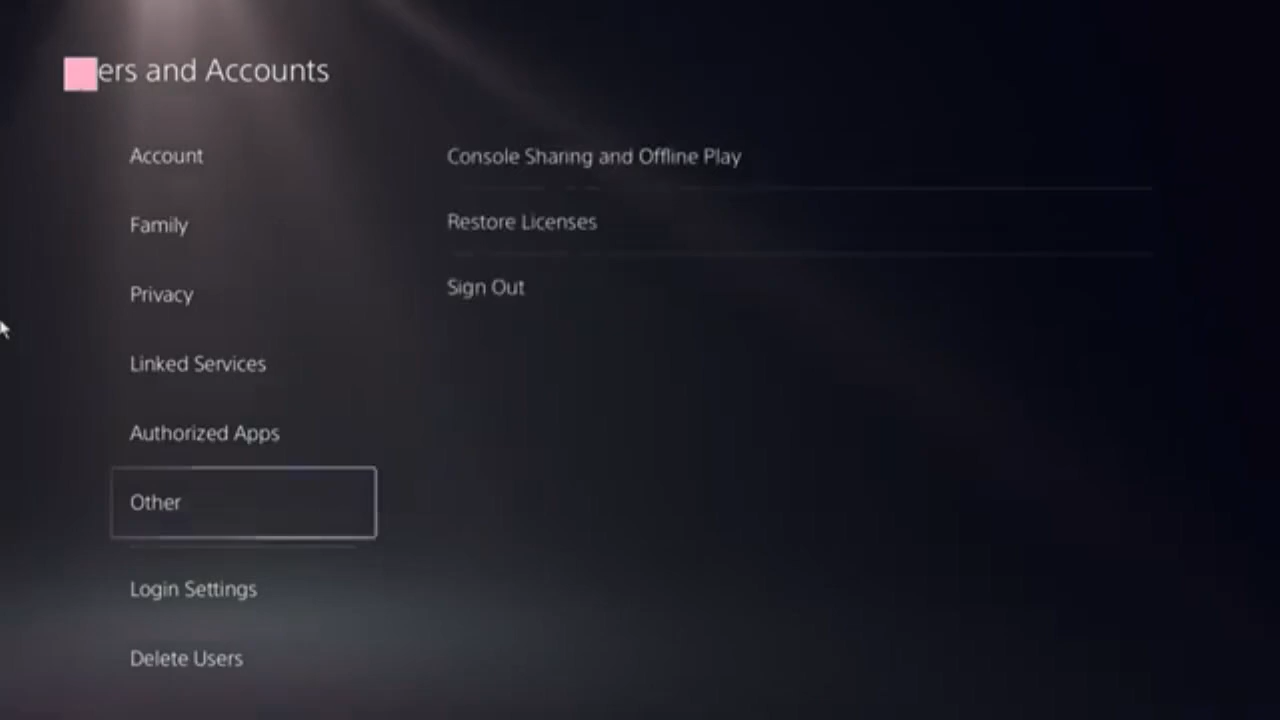 ers and Accounts
Account
Family
Privacy
Linked Services
Authorized Apps
Other
Login Settings
Delete Users
Console Sharing and Offline Play
Restore Licenses
Sign Out